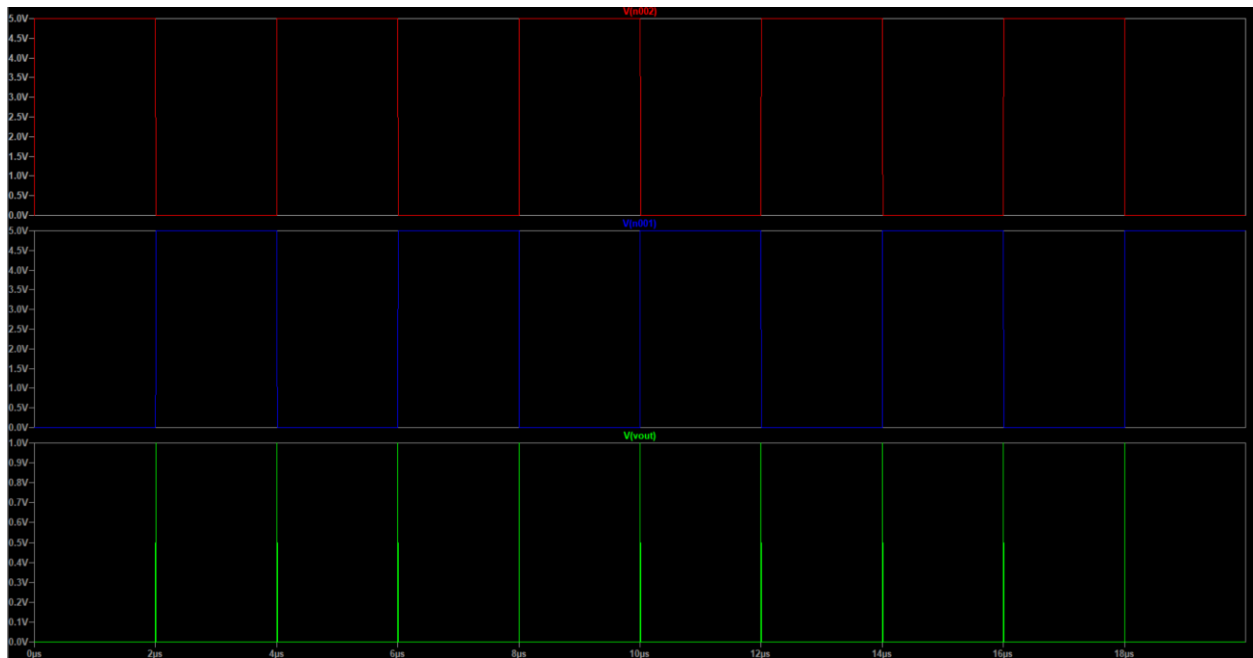 V(n002)
5.0V
4.5V
4.0V
3.5V
3.0V
2.5V
2.0V
1.5V
1.0V
0.5V
0.0V
V(n001)
5.0V
4.5V
4.0V
3.5V
3.0V
2.5V
2.0V
1.5V
1.0V
0.5V
0.0V
V(vout)
1.0V
0.9V
0.8V
0.7V
0.6V
0.5V
0.4V
0.3V
0.2V
0.1V
0.0V
0µs 2µs 4µs 6µs 8µs 10µs 12µs 14µs 16µs 18µs